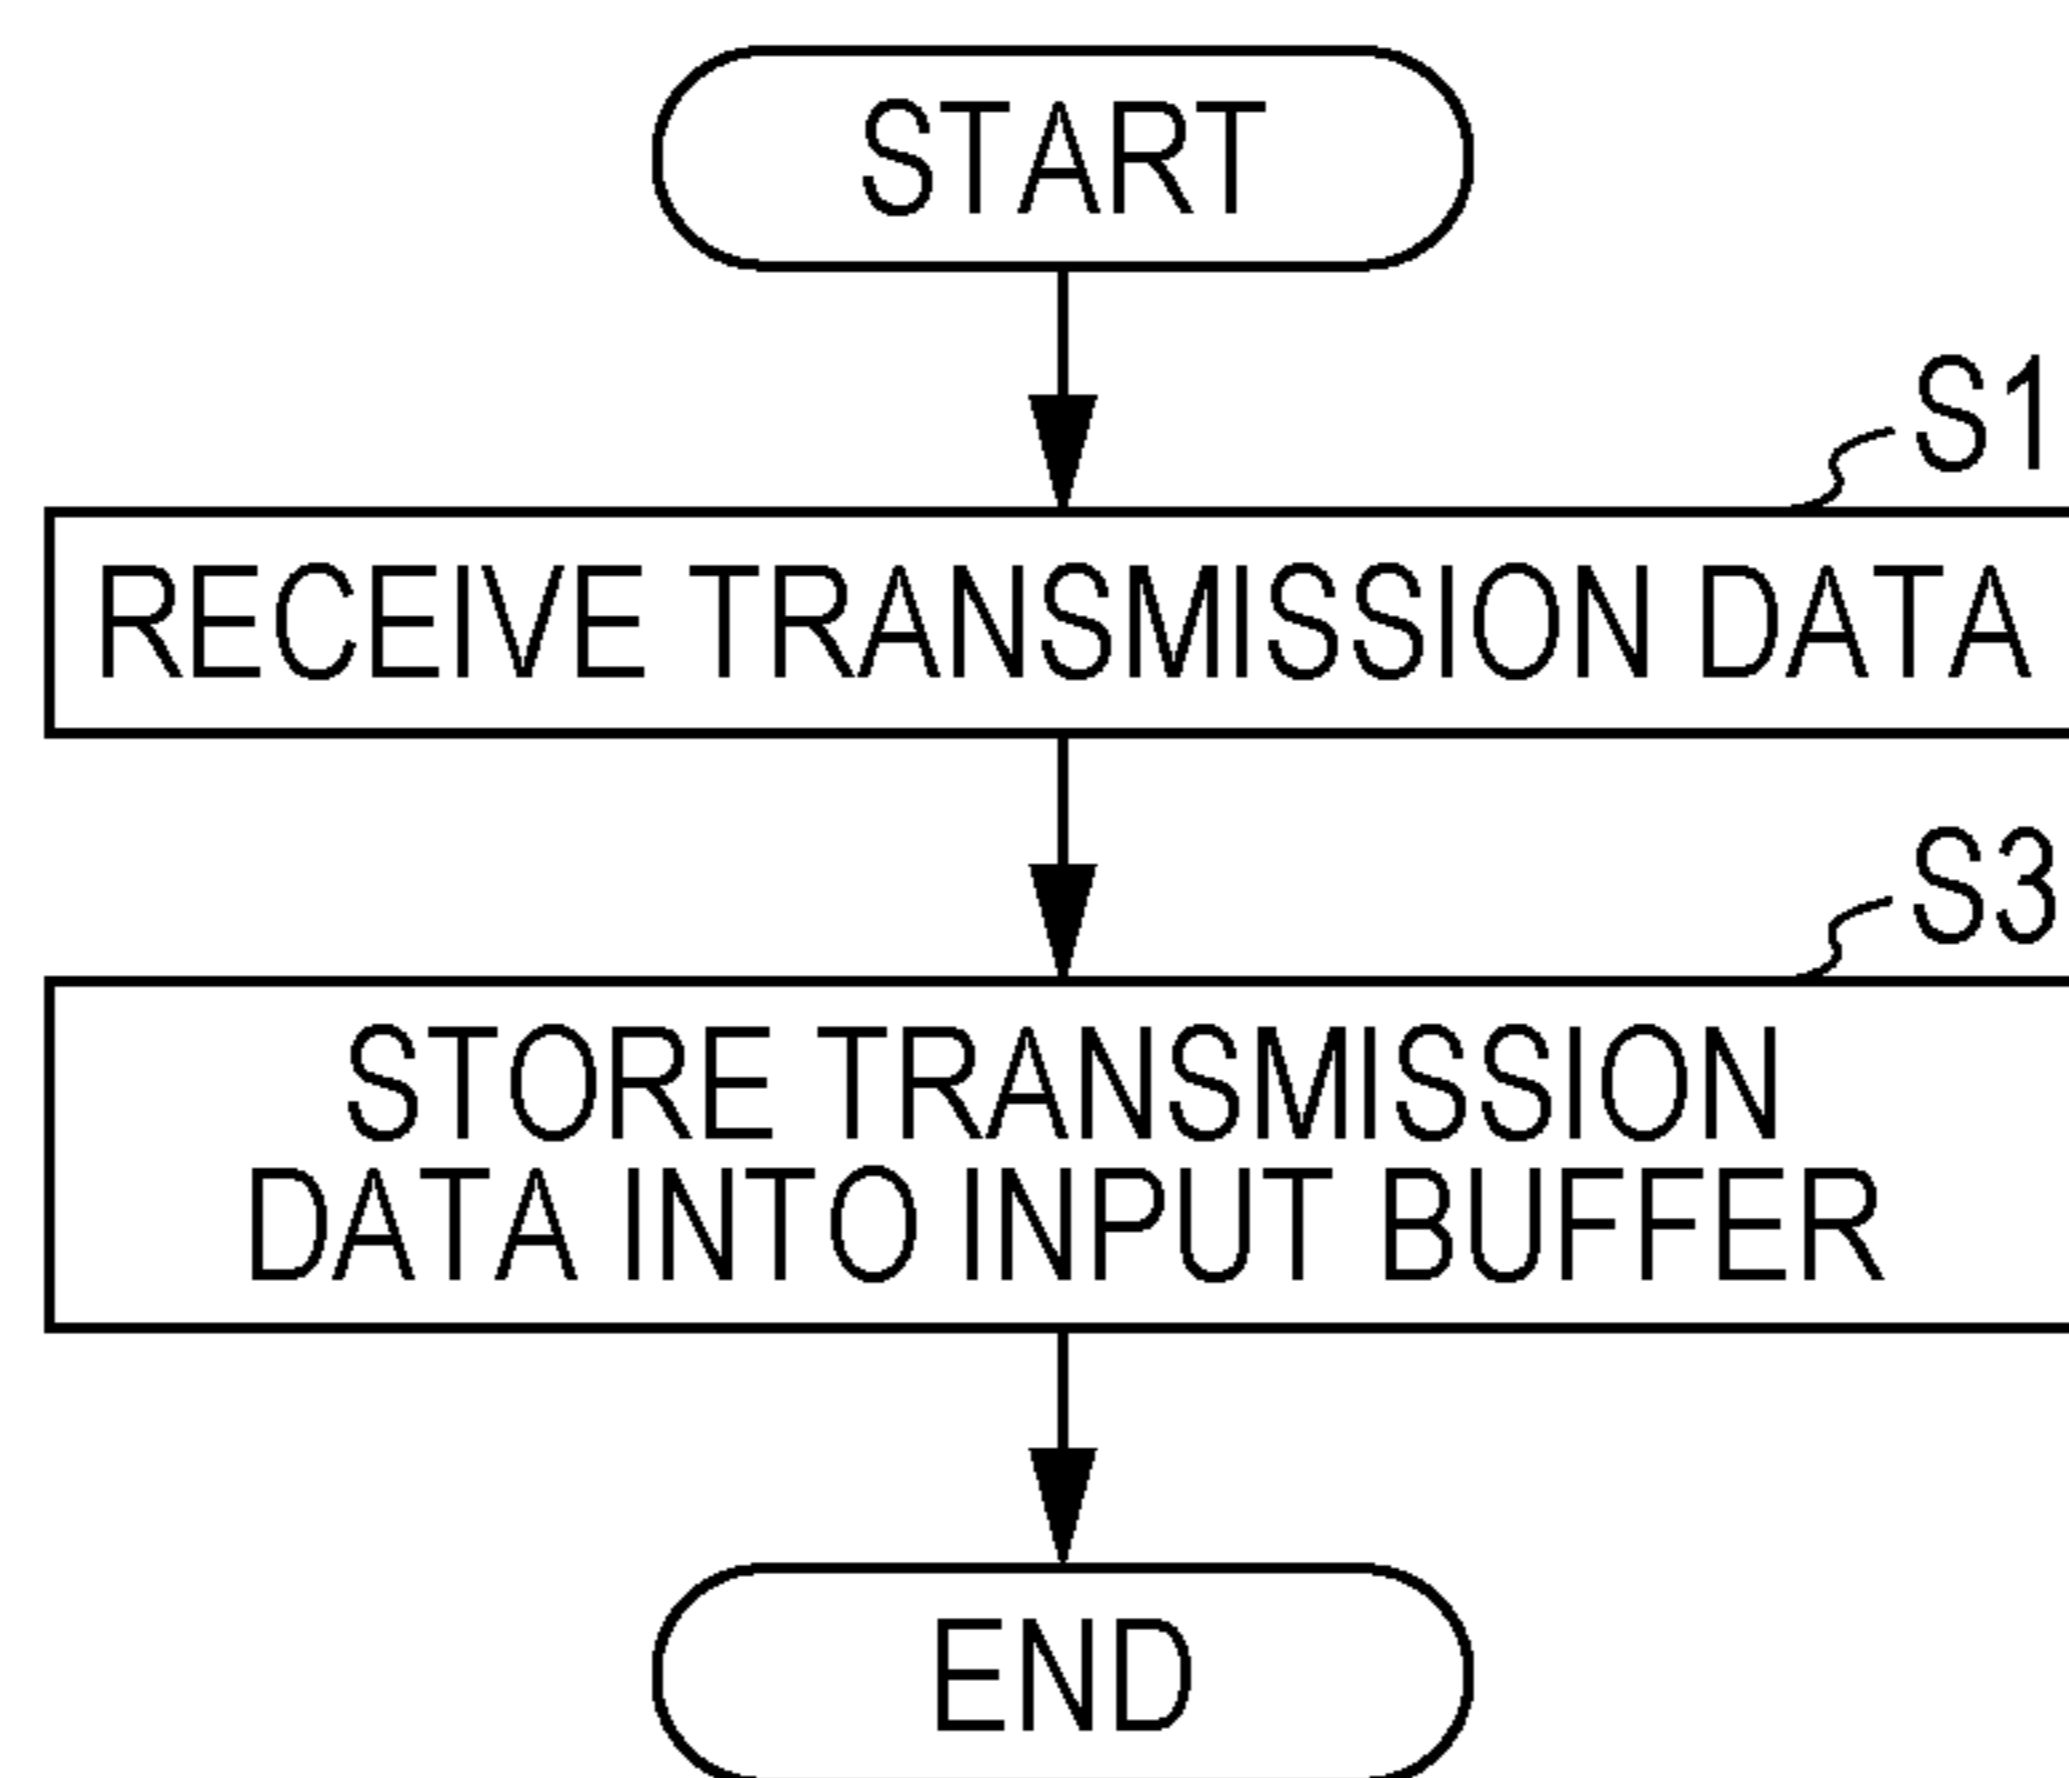 START
S1
RECEIVE TRANSMISSION DATA
S3
STORE TRANSMISSION
DATA INTO INPUT BUFFER
END